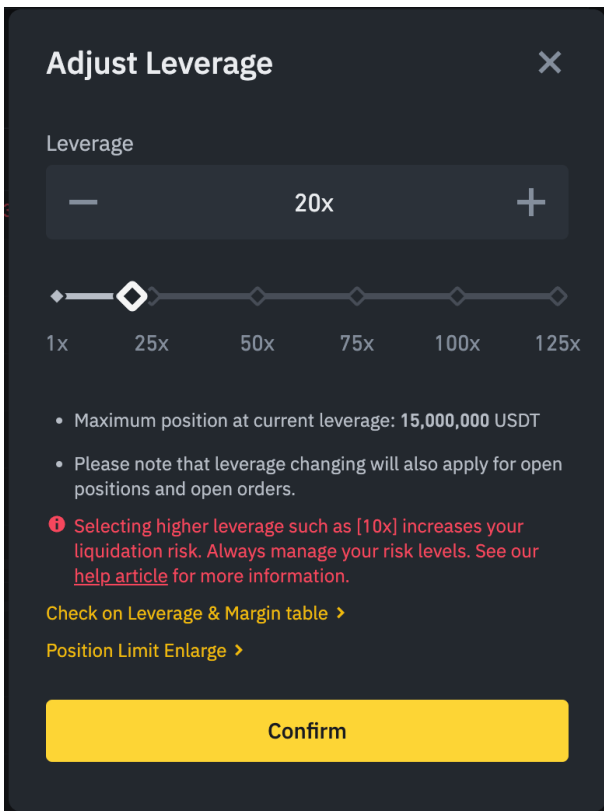 Adjust Leverage
Leverage
20x
1x 25x 50x 75x 100x 125x
• Maximum position at current leverage: 15,000,000 USDT
• Please note that leverage changing will also apply for open
positions and open orders.
Selecting higher leverage such as [10x] increases your
liquidation risk. Always manage your risk levels. See our
help article for more information.
Check on Leverage & Margin table >
Position Limit Enlarge >
Confirm